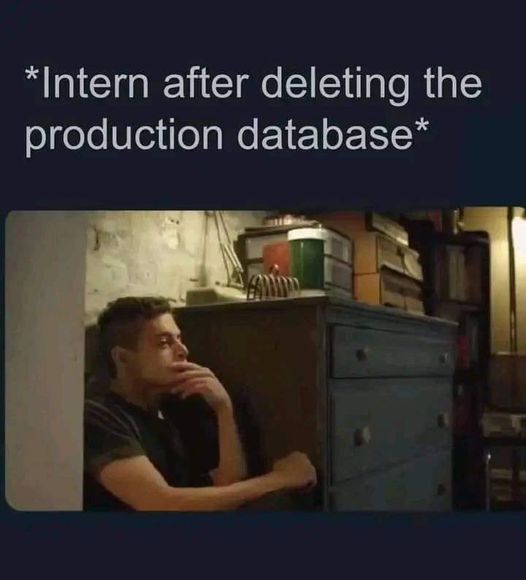 *Intern after deleting the
production database*